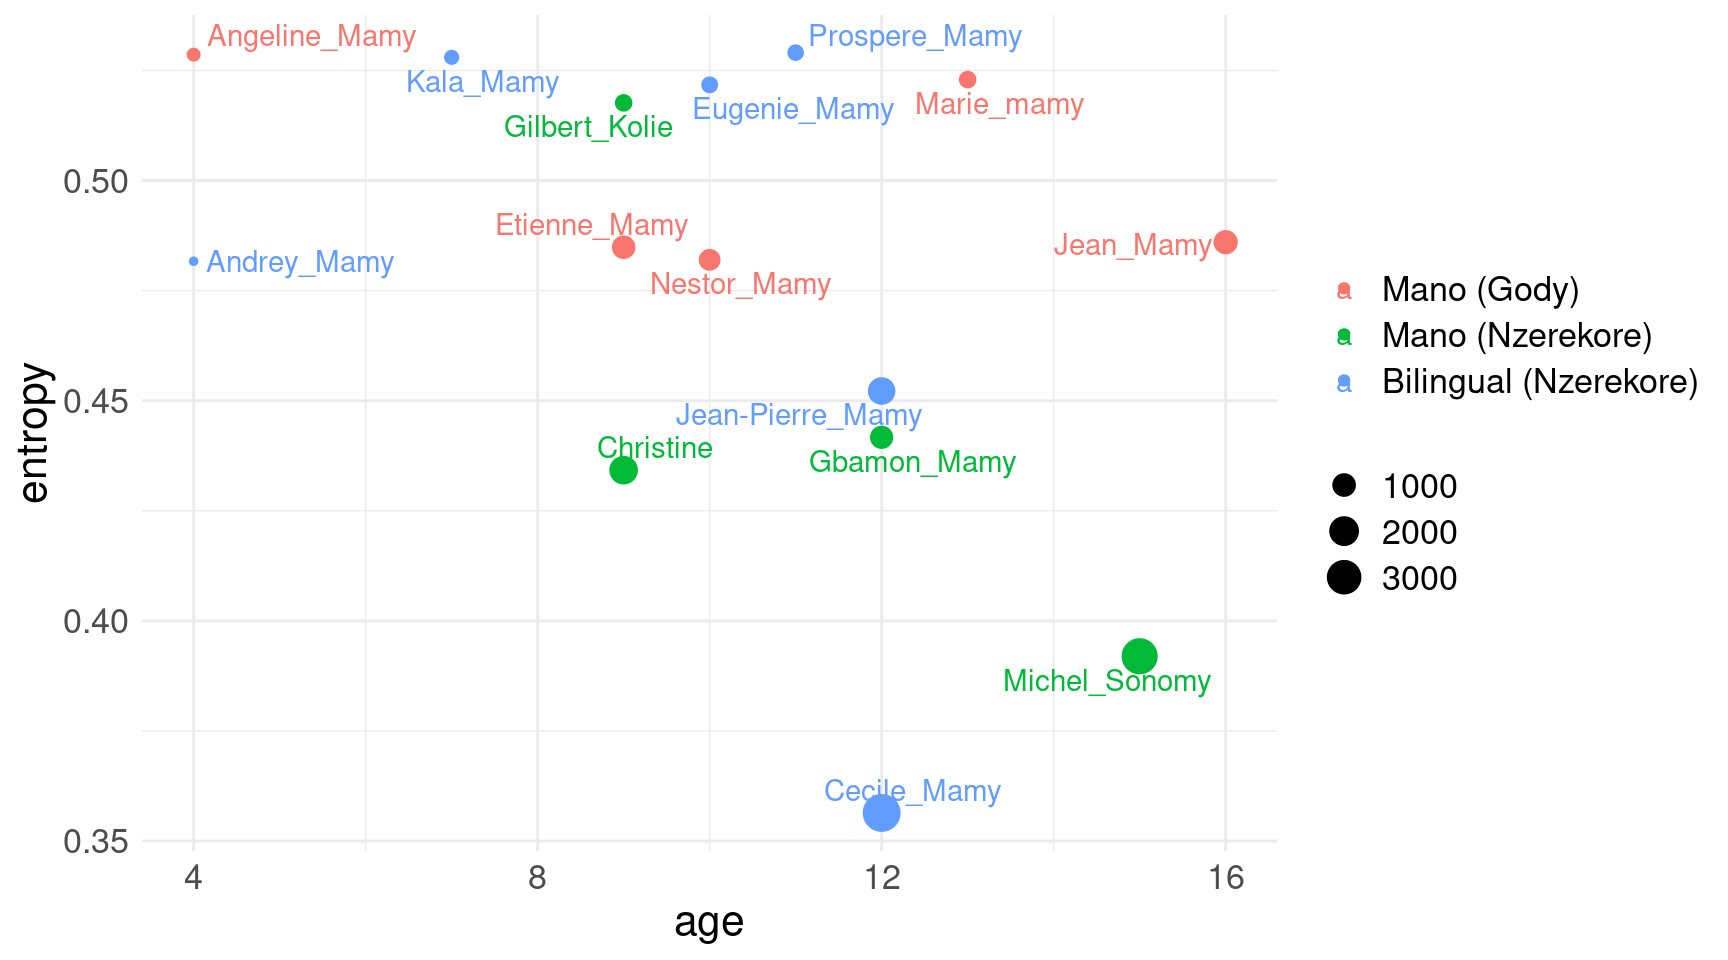 Angeline_Mamy
Prospere_Mamy
Kala_Mamy
Eugenie_Mamy
Marie_mamy
Gilbert_Kolie
0.50
Etienne_Mamy
Jean_Mamy
Andrey_Mamy
Nestor_Mamy
a Mano (Gody)
a Mano (Nzerekore)
a Bilingual (Nzerekore)
entropy
0.45
Jean-Pierre_Mamy
Christine
Gbamon_Mamy
1000
2000
3000
0.40
Michel_Sonomy
Cecile_Mamy
0.35
4 8 12 16
age